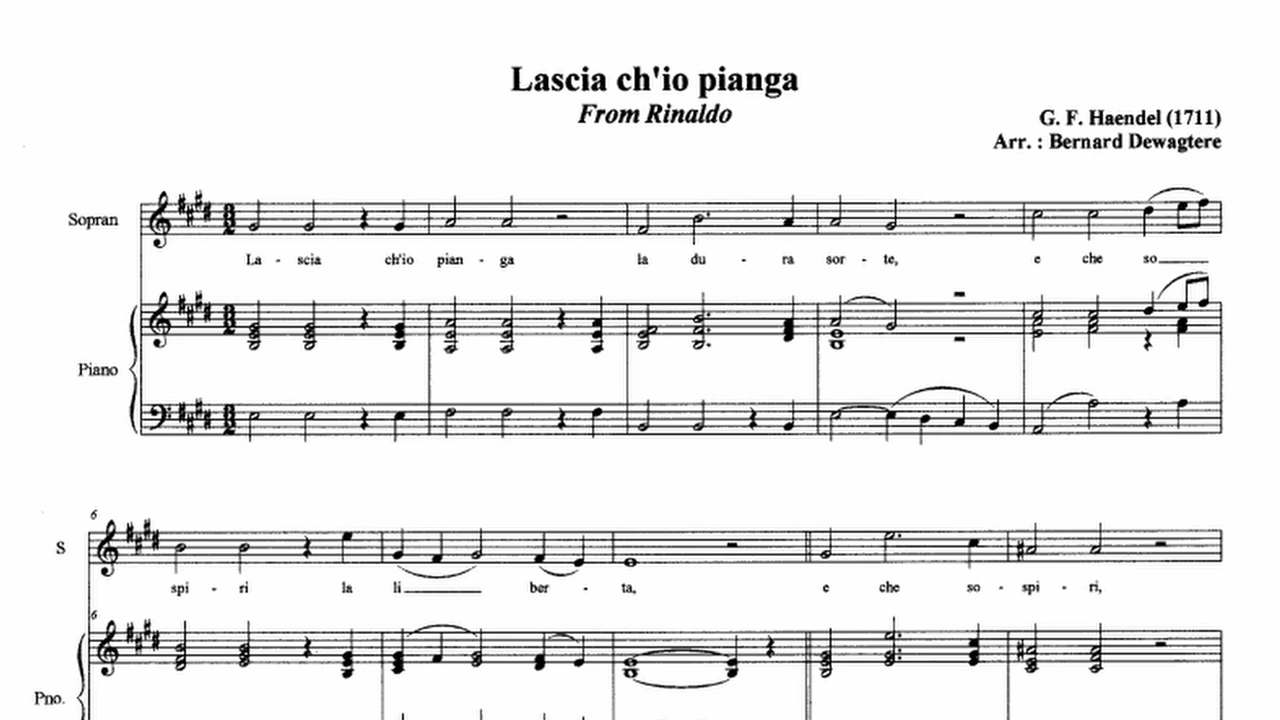 Lascia ch'io pianga
From Rinaldo
G. F. Haendel (1711)
Arr. : Bernard Dewagtere
Sopran
La - scia ch'io pian - ga la du - ra sor - te, e che so
Piano
6
S
spi - ri la li ber - ta, e che so - spi - ri,
6
Pno.